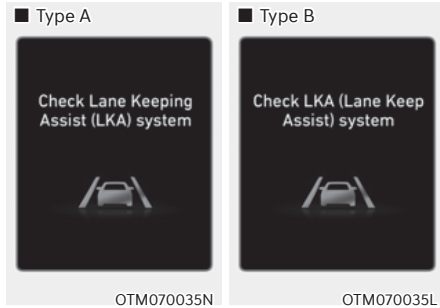 ■ Type A
Check Lane Keeping
Assist (LKA) system
OTM070035N
■ Type B
Check LKA (Lane Keep
Assist) system
OTM070035L